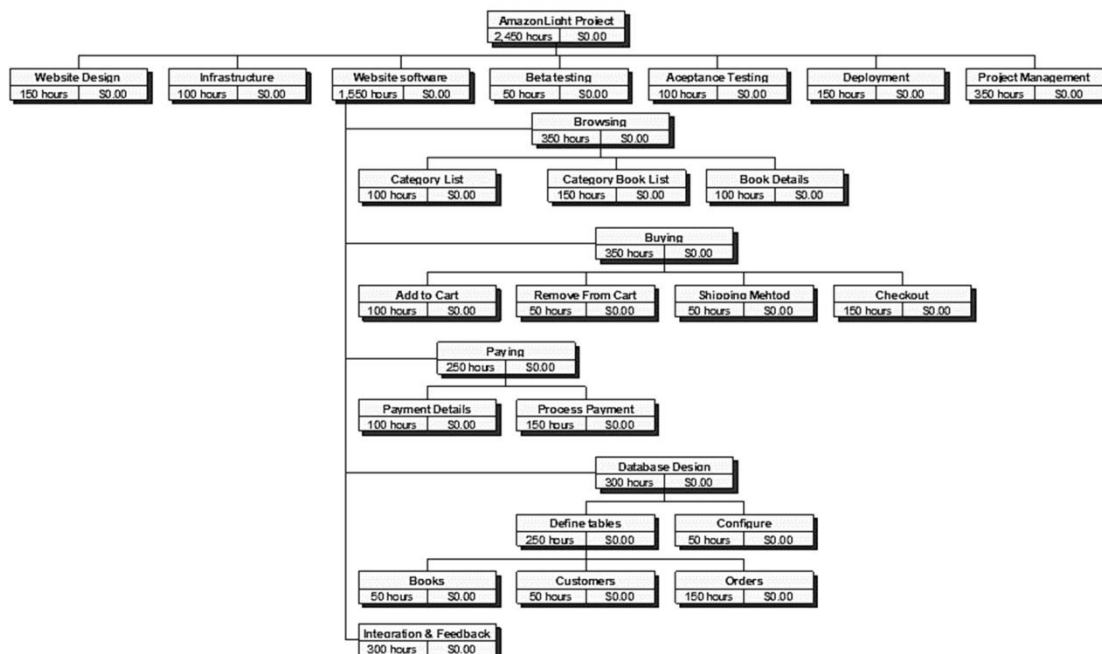 AmazonLight Project
2,450 hours $0.00
Website Design
150 hours $0.00
Infrastructure
100 hours $0.00
Website software
1,550 hours $0.00
Beta testing
50 hours $0.00
Aceptance Testing
100 hours $0.00
Deployment
150 hours $0.00
Project Management
350 hours $0.00
Browsing
350 hours $0.00
Category List
100 hours $0.00
Category Book List
150 hours $0.00
Book Details
100 hours $0.00
Buying
350 hours $0.00
Add to Cart
100 hours $0.00
Remove From Cart
50 hours $0.00
Shipping Mehtod
50 hours $0.00
Checkout
150 hours $0.00
Paying
250 hours $0.00
Payment Details
100 hours $0.00
Process Payment
150 hours $0.00
Database Design
300 hours $0.00
Define tables
250 hours $0.00
Configure
50 hours $0.00
Books
50 hours $0.00
Customers
50 hours $0.00
Orders
150 hours $0.00
Integration & Feedback
300 hours $0.00